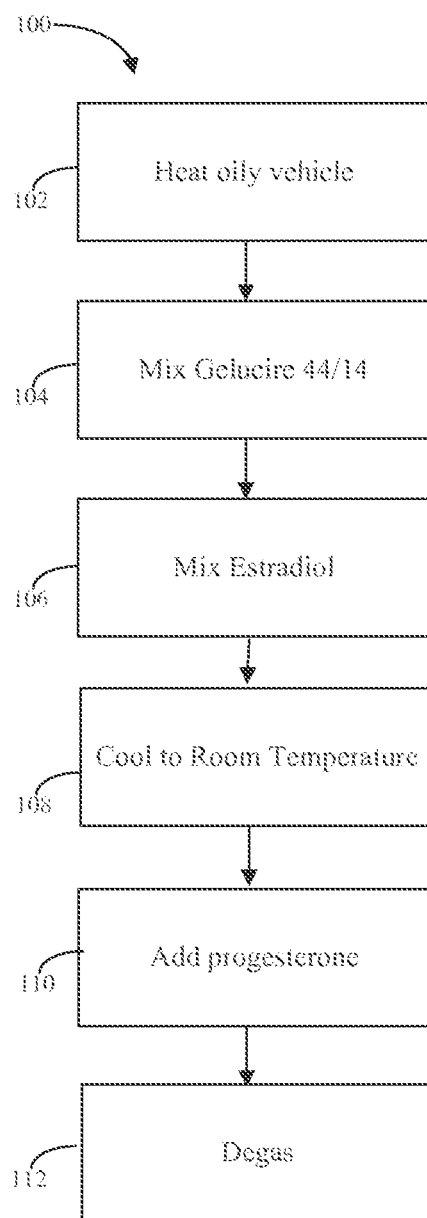 100
Heat oily vehicle
102
Mix Gelucire 44/14
104
Mix Estradiol
106
Cool to Room Temperature
108
Add progesterone
110
Degas
112